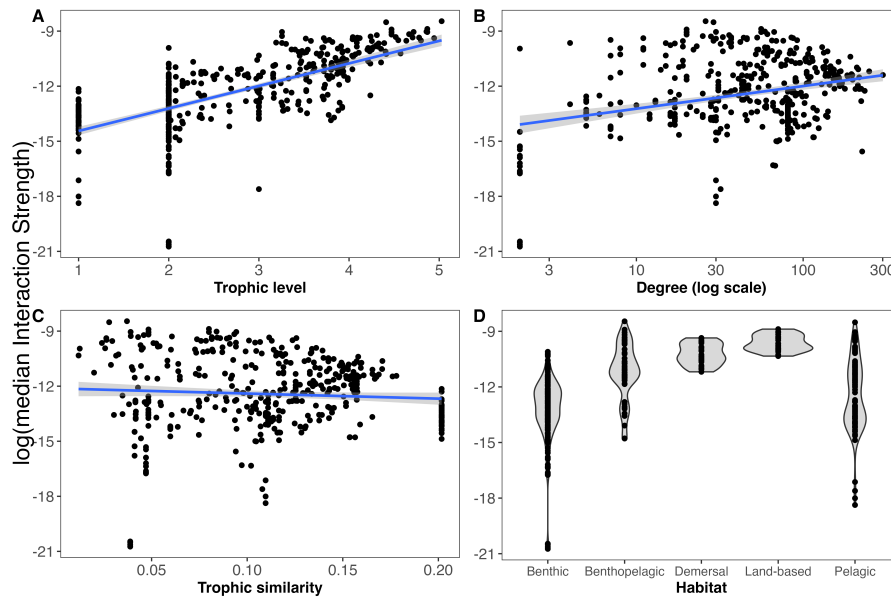 A
-9
-12
-15
-18
-21
1 2 3 4 5
Trophic level
B
-9
-12
-15
-18
-21
3 10 30 100 300
Degree (log scale)
log(median Interaction Strength)
C
-9
-12
-15
-18
-21
0.05 0.10 0.15 0.20
Trophic similarity
D
-9
-12
-15
-18
-21
Benthic Benthopelagic Demersal Land-based Pelagic
Habitat